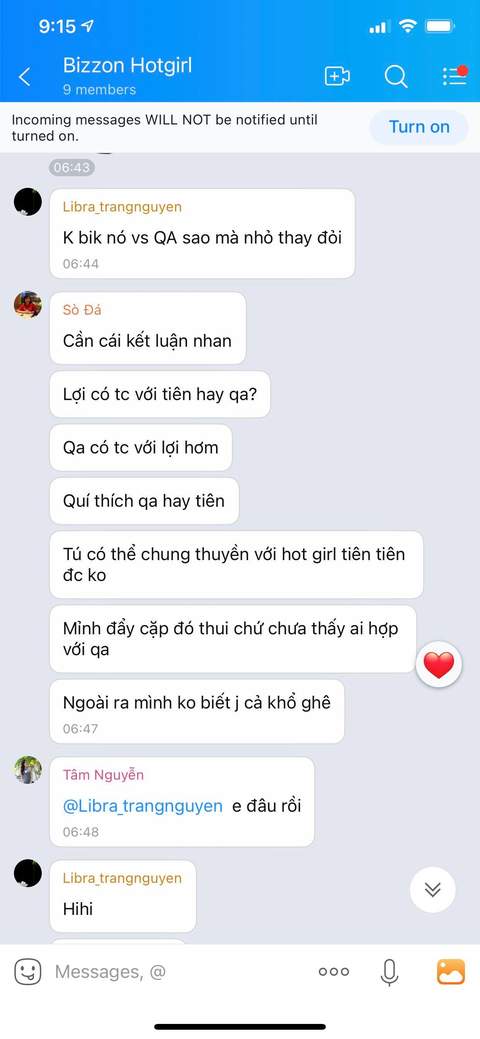 9:15
Bizzon Hotgirl
9 members
Incoming messages WILL NOT be notified until
turned on.
Turn on
06:43
Libra_trangnguyen
K bik nó vs QA sao mà nhỏ thay đỏi
06:44
Sò Đá
Cần cái kết luận nhan
Lợi có tc với tiên hay qa?
Qa có tc với lợi hơm
Quí thích qa hay tiên
Tú có thể chung thuyền với hot girl tiên tiên
đc ko
Mình đẩy cặp đó thui chứ chưa thấy ai hợp
với qa
Ngoài ra mình ko biết j cả khổ ghê
06:47
Tâm Nguyễn
@Libra_trangnguyen e đâu rồi
06:48
Libra_trangnguyen
Hihi
Messages, @